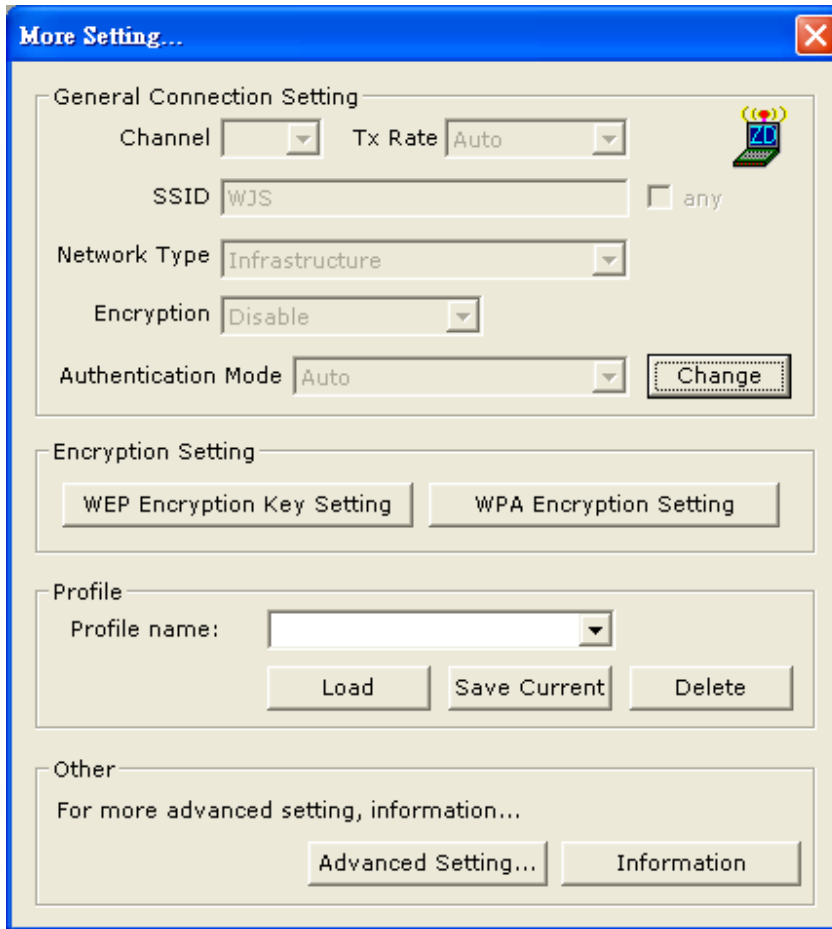 More Setting...
General Connection Setting
Channel
Tx Rate Auto
SSID WJS any
Network Type Infrastructure
Encryption Disable
Authentication Mode Auto Change
Encryption Setting
WEP Encryption Key Setting WPA Encryption Setting
Profile
Profile name:
Load Save Current Delete
Other
For more advanced setting, information...
Advanced Setting... Information
ZD